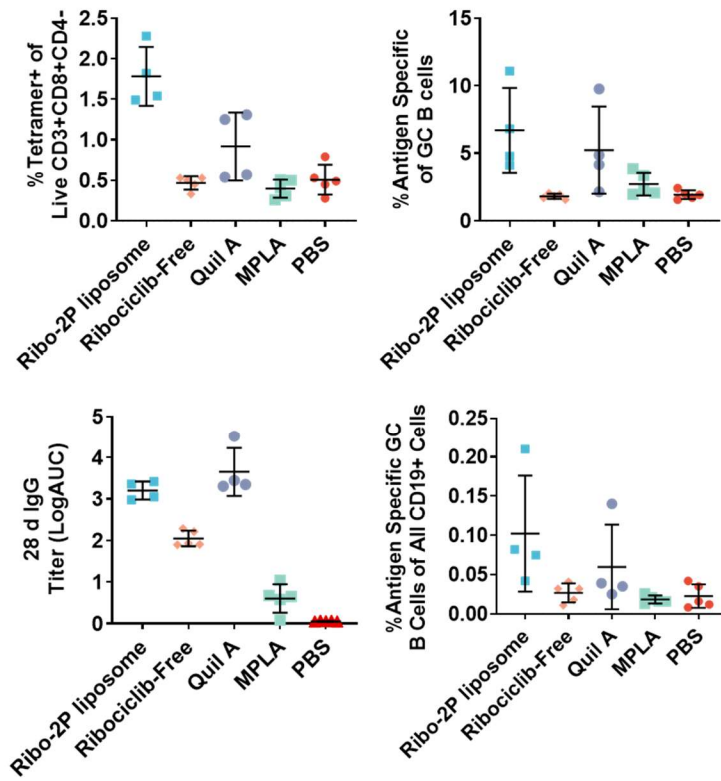 % Tetramer+ of
Live CD3+CD8+CD4-
2.5
2.0
1.5
1.0
0.5
0.0
Ribo-2P liposome
Ribociclib-Free
Quil A
MPLA
PBS
%Antigen Specific
of GC B cells
15
10
5
0
Ribo-2P liposome
Ribociclib-Free
Quil A
MPLA
PBS
28 d IgG
Titer (LogAUC)
5
4
3
2
1
0
Ribo-2P liposome
Ribociclib-Free
Quil A
MPLA
PBS
%Antigen Specific GC
B Cells of All CD19+ Cells
0.25
0.20
0.15
0.10
0.05
0.00
Ribo-2P liposome
Ribociclib-Free
Quil A
MPLA
PBS